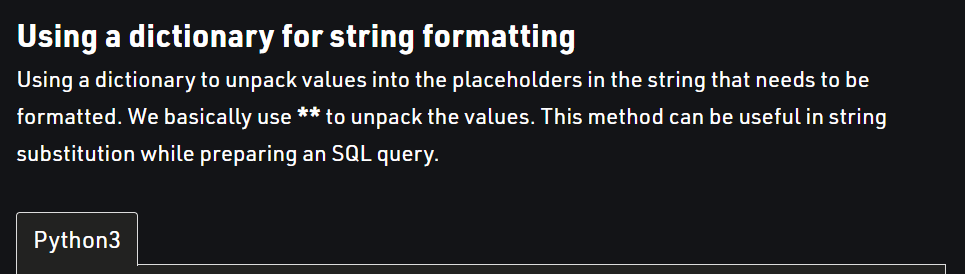 Using a dictionary for string formatting
Using a dictionary to unpack values into the placeholders in the string that needs to be
formatted. We basically use ** to unpack the values. This method can be useful in string
substitution while preparing an SQL query.
Python3